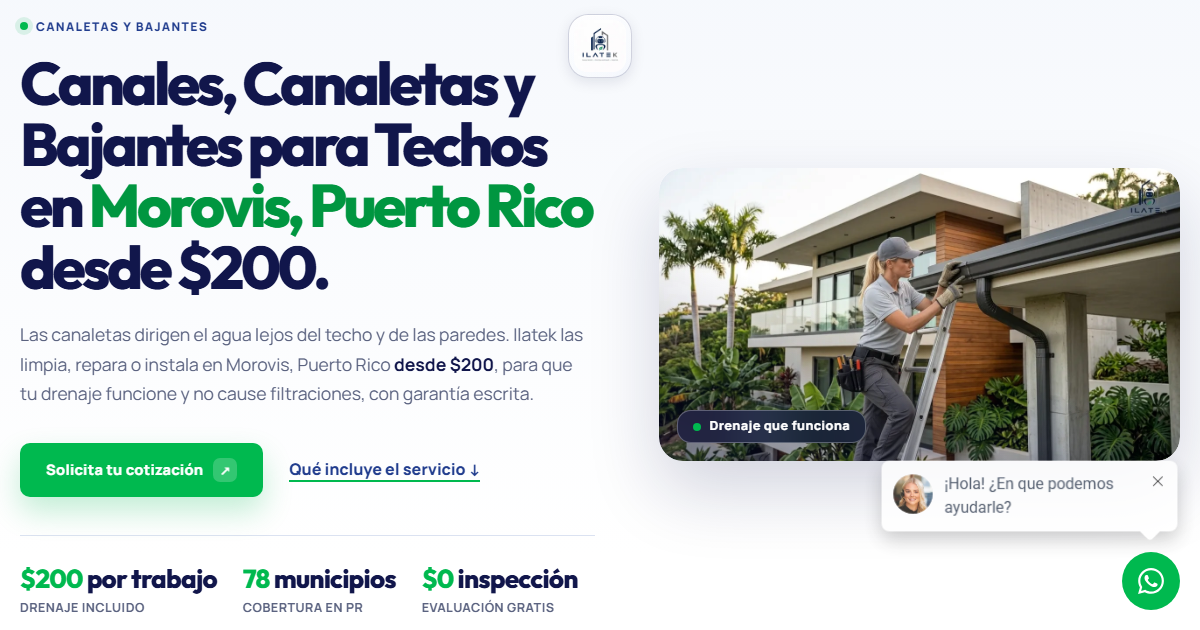 CANALETAS Y BAJANTES
ILATEK
Canales, Canaletas y
Bajantes para Techos
en Morovis, Puerto Rico
desde $200.
Las canaletas dirigen el agua lejos del techo y de las paredes. Ilatek las
limpia, repara o instala en Morovis, Puerto Rico desde $200, para que
tu drenaje funcione y no cause filtraciones, con garantía escrita.
Solicita tu cotización ↗
Qué incluye el servicio ↓
$200 por trabajo
DRENAJE INCLUIDO
78 municipios
COBERTURA EN PR
$0 inspección
EVALUACIÓN GRATIS
ILATE
Drenaje que funciona
¡Hola! ¿En que podemos
ayudarle?